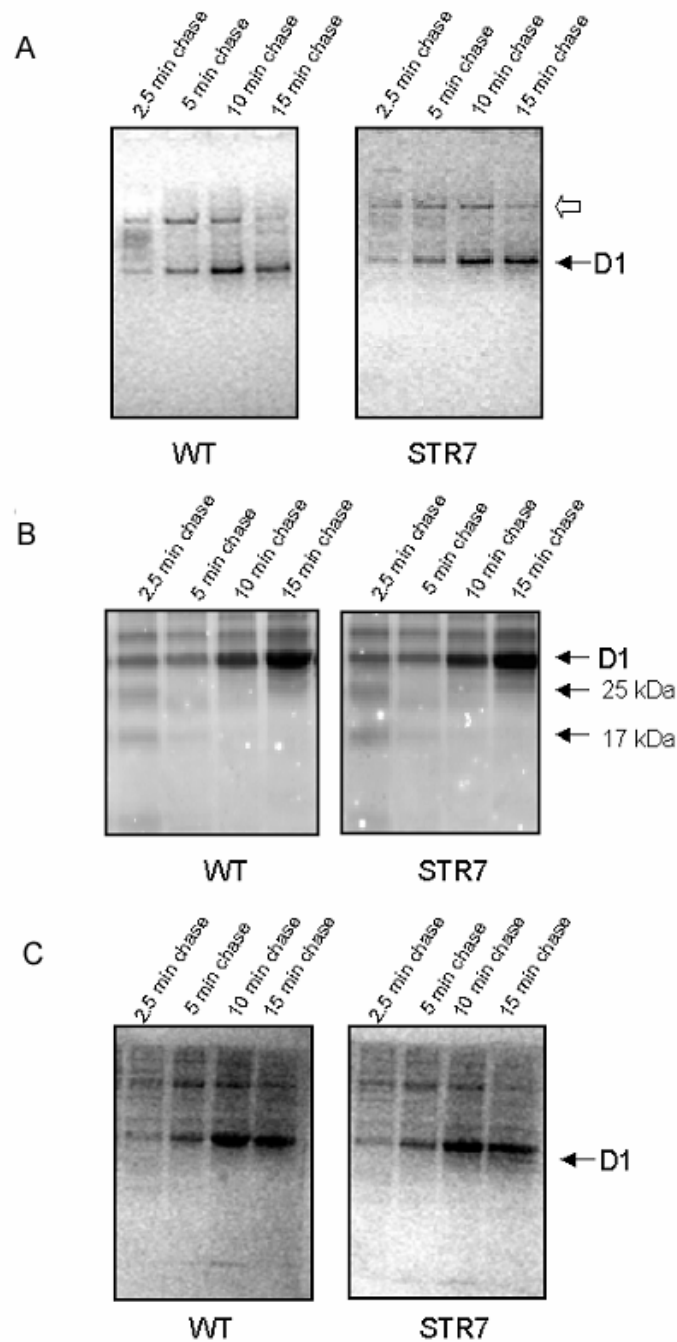 A
2.5 min chase
5 min chase
10 min chase
15 min chase
2.5 min chase
5 min chase
10 min chase
15 min chase
D1
WT
STR7
B
2.5 min chase
5 min chase
10 min chase
15 min chase
2.5 min chase
5 min chase
10 min chase
15 min chase
D1
25 kDa
17 kDa
WT
STR7
C
2.5 min chase
5 min chase
10 min chase
15 min chase
2.5 min chase
5 min chase
10 min chase
15 min chase
D1
WT
STR7